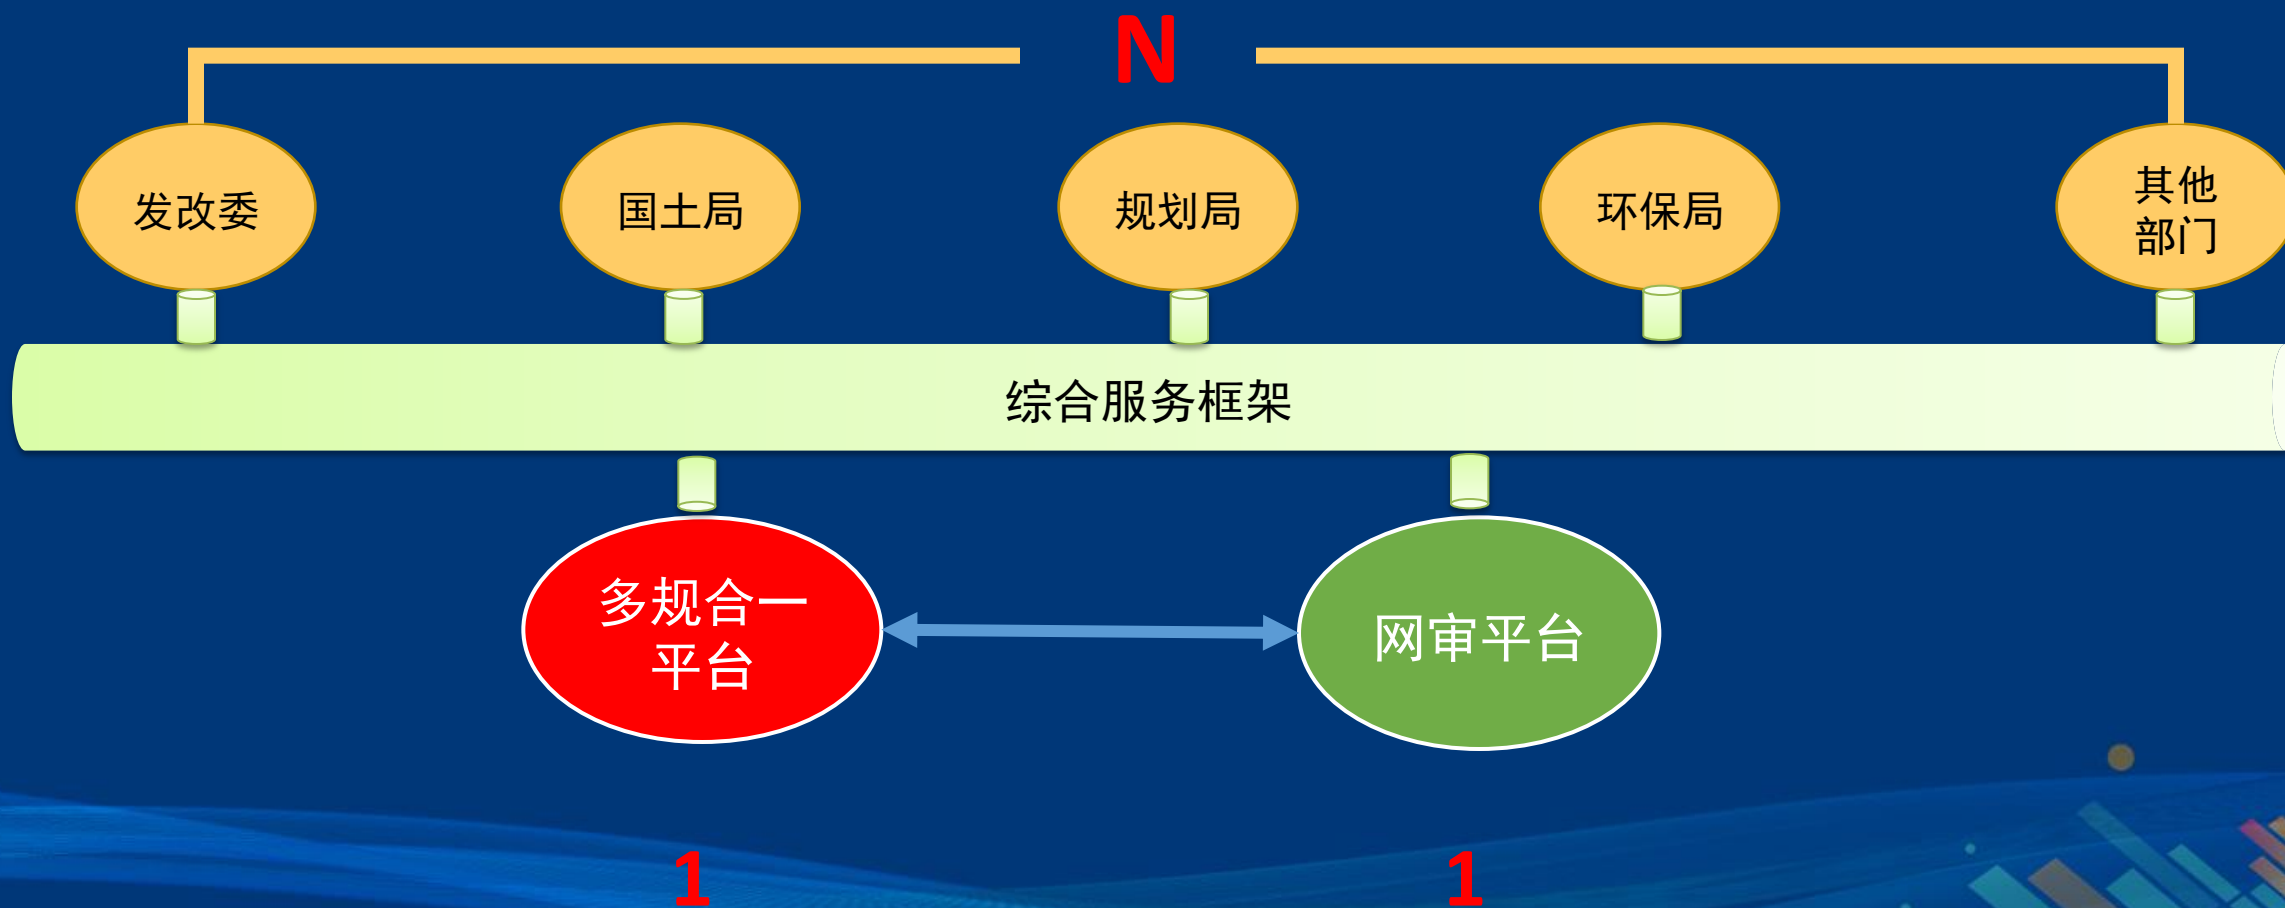 N
发改委
国土局
规划局
环保局
其他
部门
综合服务框架
多规合一
平台
网审平台
1
1